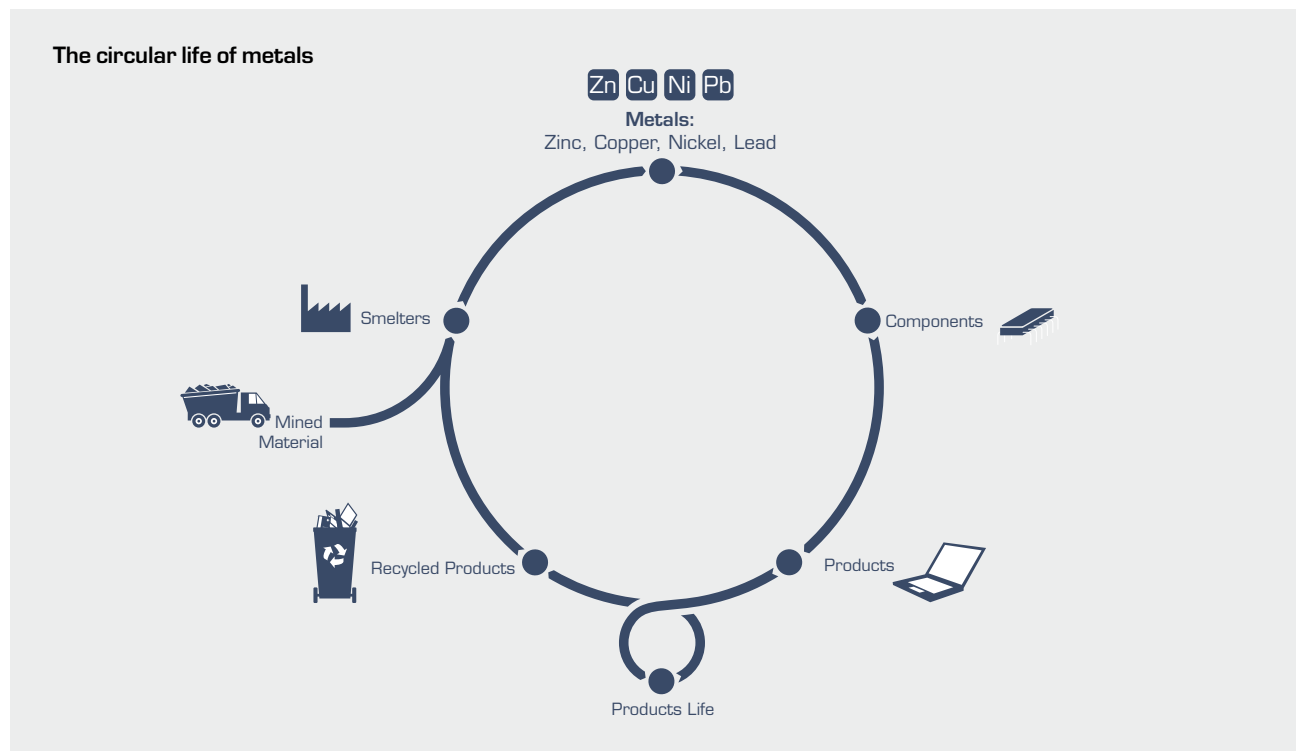 The circular life of metals
Zn Cu Ni Pb
Metals:
Zinc, Copper, Nickel, Lead
Smelters
Components
Mined
Material
Recycled Products
Products
Products Life